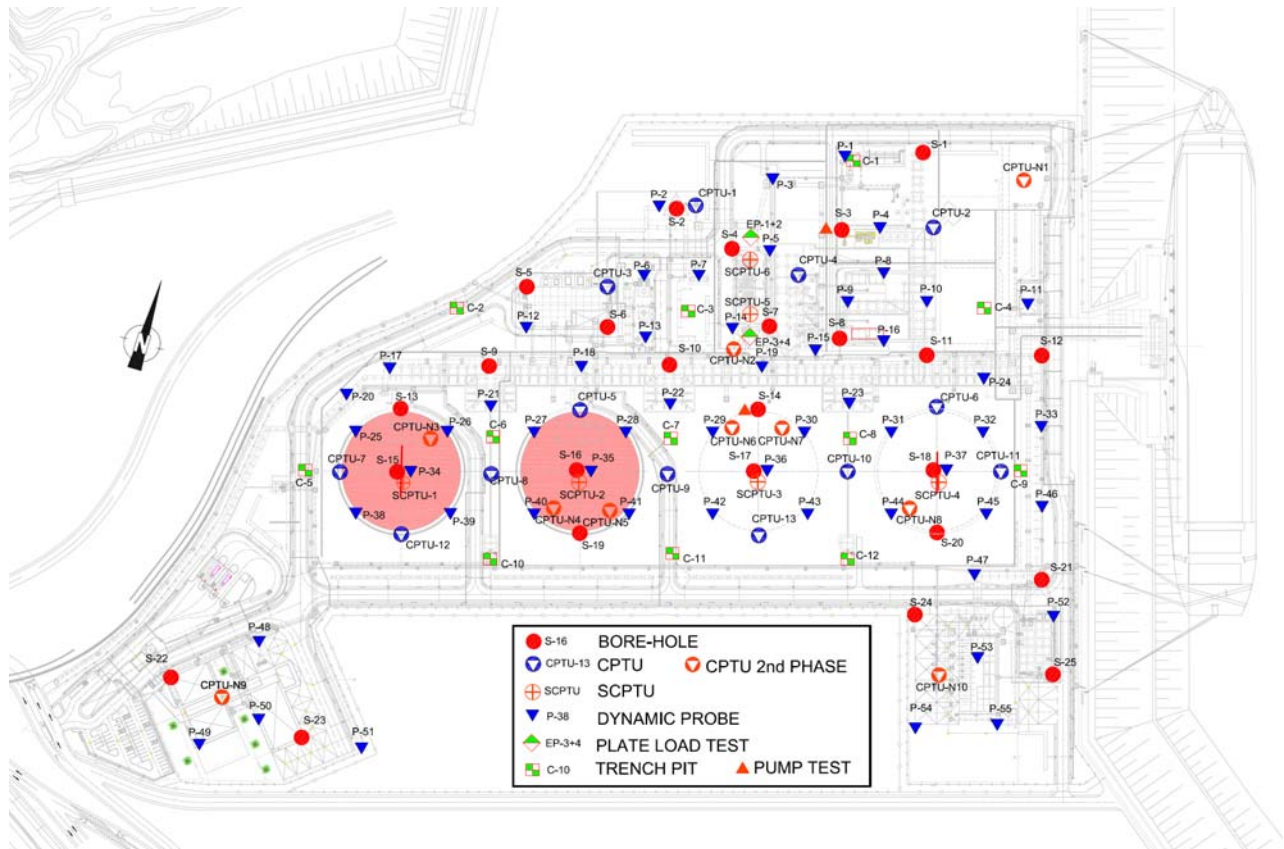 P-1
S-1
C-1
CPTU-N1
P-3
P-2
CPTU-1
S-2
EP-1+2
S-3
P-4
CPTU-2
S-4
P-5
SCPTU-6
CPTU-4
P-8
S-5
CPTU-3
P-6
P-7
C-2
SCPTU-5
C-3
P-9
P-10
C-4
P-11
P-12
S-6
P-13
P-14
S-7
EP-3+4
S-8
P-16
CPTU-N2
P-15
S-11
S-12
N
P-17
S-9
P-18
S-10
P-19
P-24
P-20
S-13
P-21
CPTU-5
P-22
S-14
P-23
CPTU-6
P-25
CPTU-N3
P-26
C-6
P-27
P-28
C-7
P-29
CPTU-N6
CPTU-N7
P-30
C-8
P-31
P-32
P-33
C-5
CPTU-7
S-15
P-34
SCPTU-1
CPTU-8
S-16
P-35
SCPTU-2
CPTU-9
S-17
P-36
SCPTU-3
CPTU-10
S-18
P-37
SCPTU-4
CPTU-11
C-9
P-38
P-39
P-40
CPTU-N4
CPTU-N5
P-41
P-42
CPTU-13
P-43
P-44
CPTU-N8
P-45
P-46
CPTU-12
S-19
S-20
C-10
C-11
C-12
P-47
S-21
S-24
P-52
P-48
S-22
CPTU-N9
P-50
P-49
S-23
P-51
P-53
S-25
CPTU-N10
P-54
P-55
S-16 BORE-HOLE
CPTU-13 CPTU CPTU 2nd PHASE
SCPTU SCPTU
P-38 DYNAMIC PROBE
EP-3+4 PLATE LOAD TEST
C-10 TRENCH PIT PUMP TEST